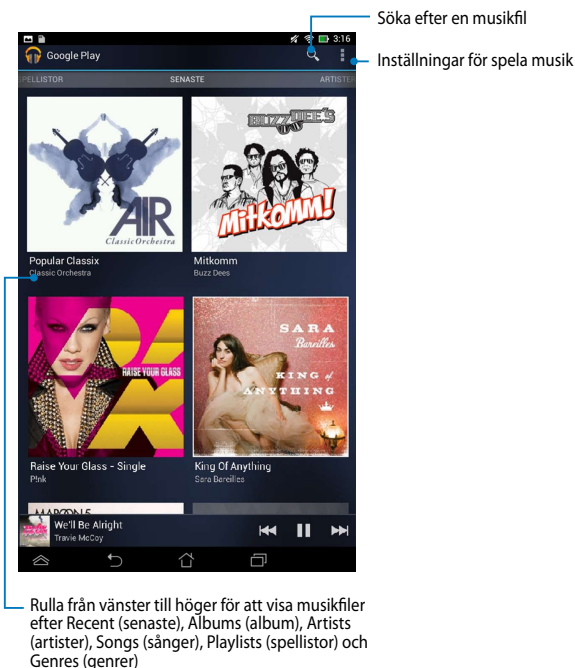 Söka efter en musikfil
3:16
Google Play
Inställningar för spela musik
PELLISTOR
SENASTE
ARTISTER
BUZZ DEE'S
AIR
Classic Orchestra
Mitkomm!
Popular Classix
Classic Orchestra
Mitkomm
Buzz Dees
RAISE YOUR GLASS
SARA
Bareilles
KING of
ANYTHING
Raise Your Glass - Single
P!nk
King Of Anything
Sara Bareilles
MAROON 5
We'll Be Alright
Travie McCoy
Rulla från vänster till höger för att visa musikfiler
efter Recent (senaste), Albums (album), Artists
(artister), Songs (sånger), Playlists (spellistor) och
Genres (genrer)